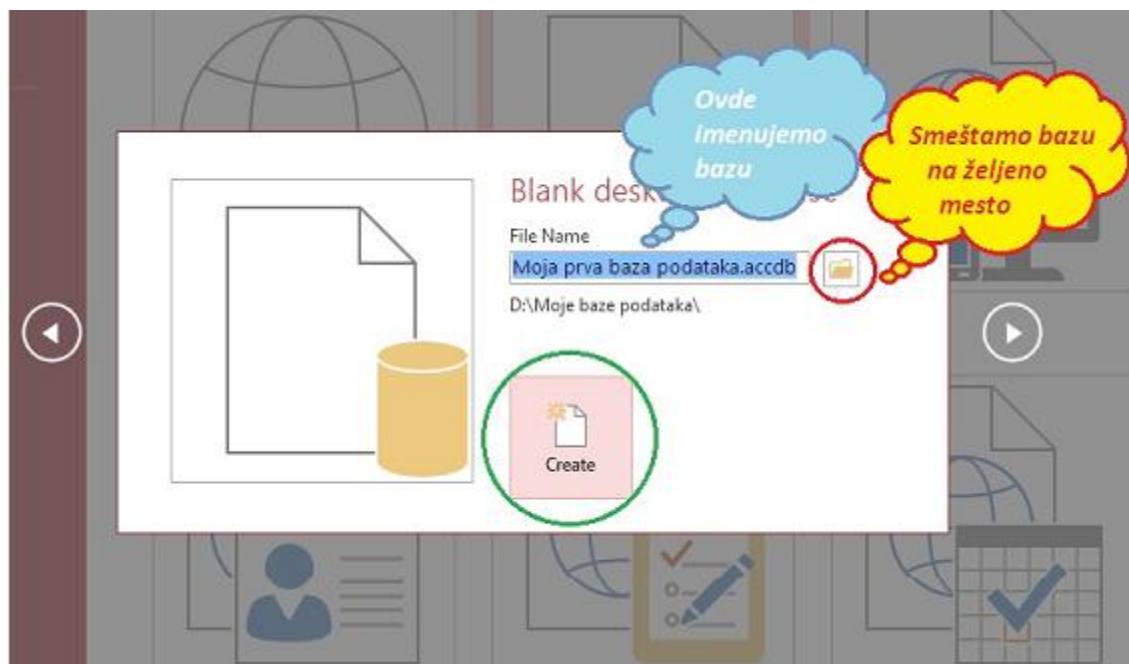 Ovde
imenujemo
bazu
Smeštamo bazu
na željeno
mesto
Blank desk
File Name
Moja prva baza podataka.accdb
D:\Moje baze podataka\
Create